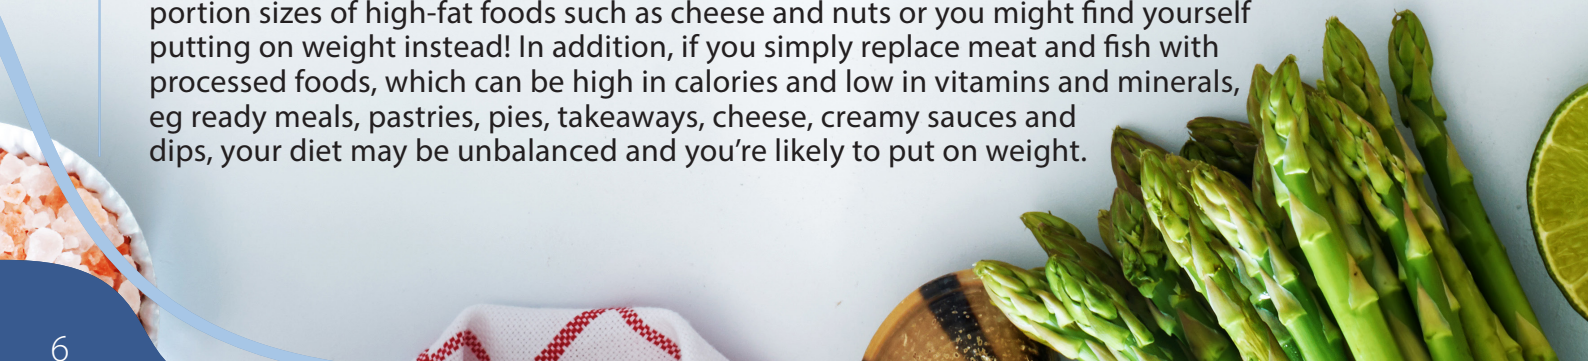 portion sizes of high-fat foods such as cheese and nuts or you might find yourself
putting on weight instead! In addition, if you simply replace meat and fish with
processed foods, which can be high in calories and low in vitamins and minerals,
eg ready meals, pastries, pies, takeaways, cheese, creamy sauces and
dips, your diet may be unbalanced and you're likely to put on weight.
6